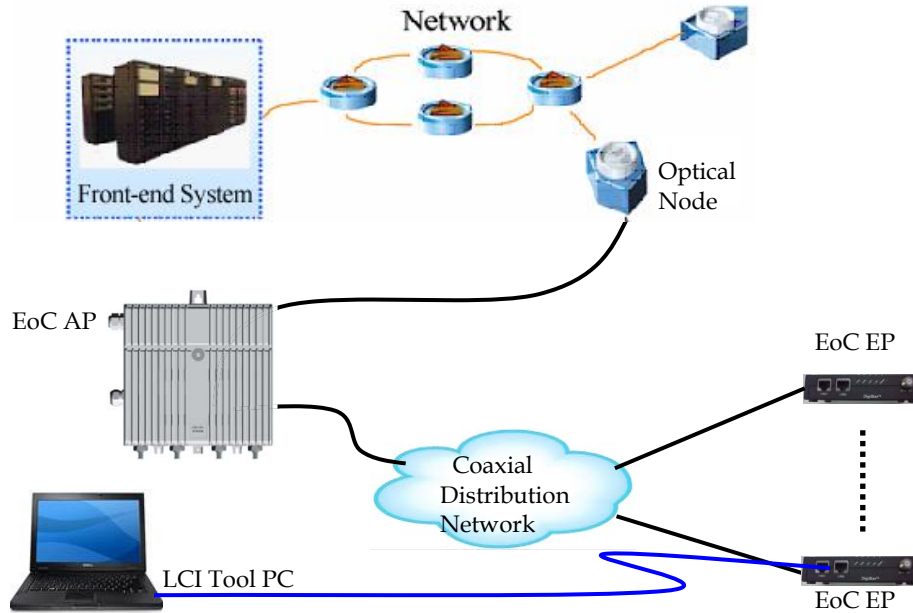 Network
Front-end System
Optical
Node
EoC AP
EoC EP
Coaxial
Distribution
Network
LCI Tool PC
EoC EP